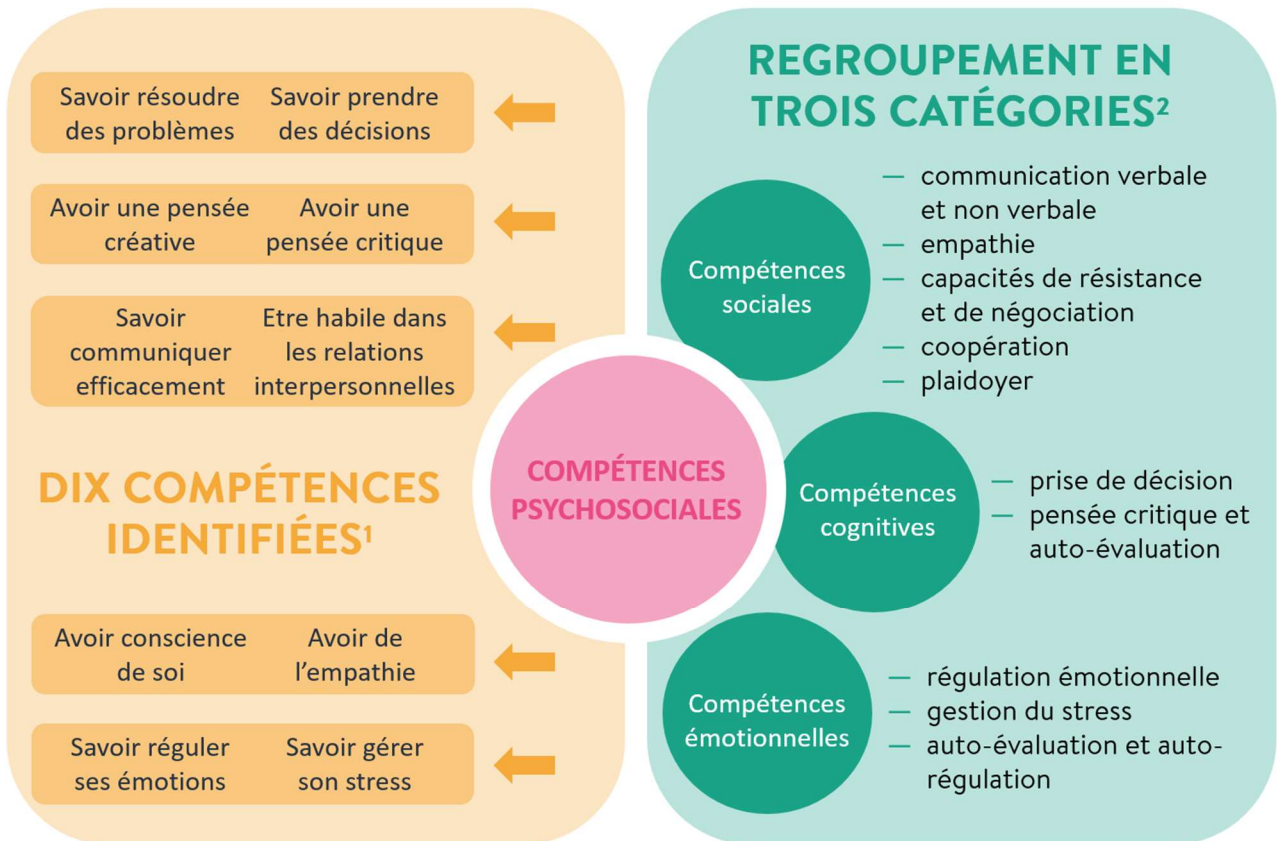 Savoir résoudre
des problèmes
Savoir prendre
des décisions
Avoir une pensée
créative
Avoir une
pensée critique
Savoir
communiquer
efficacement
Etre habile dans
les relations
interpersonnelles
DIX COMPÉTENCES
IDENTIFIÉES¹
Avoir conscience
de soi
Avoir de
l'empathie
Savoir réguler
ses émotions
Savoir gérer
son stress
COMPÉTENCES
PSYCHOSOCIALES
REGROUPEMENT EN
TROIS CATÉGORIES²
Compétences
sociales
— communication verbale
et non verbale
— empathie
— capacités de résistance
et de négociation
— coopération
— plaidoyer
Compétences
cognitives
— prise de décision
— pensée critique et
auto-évaluation
Compétences
émotionnelles
— régulation émotionnelle
— gestion du stress
— auto-évaluation et auto-
régulation